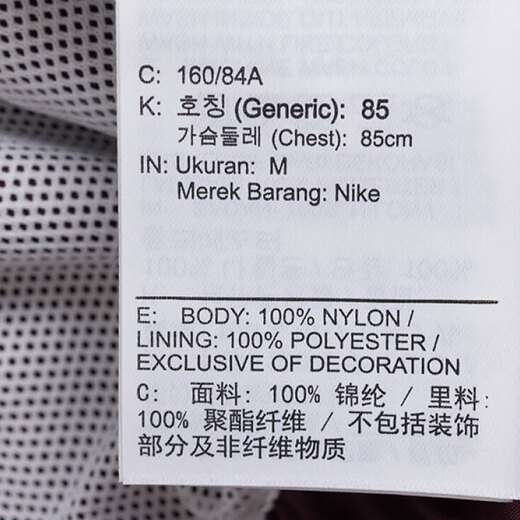 C: 160/84A
K: 호칭 (Generic): 85
가슴둘레 (Chest): 85cm
IN: Ukuran: M
Merek Barang: Nike
E: BODY: 100% NYLON /
LINING: 100% POLYESTER /
EXCLUSIVE OF DECORATION
C: 面料: 100% 锦纶 / 里料:
100% 聚酯纤维 / 不包括装饰
部分及非纤维物质